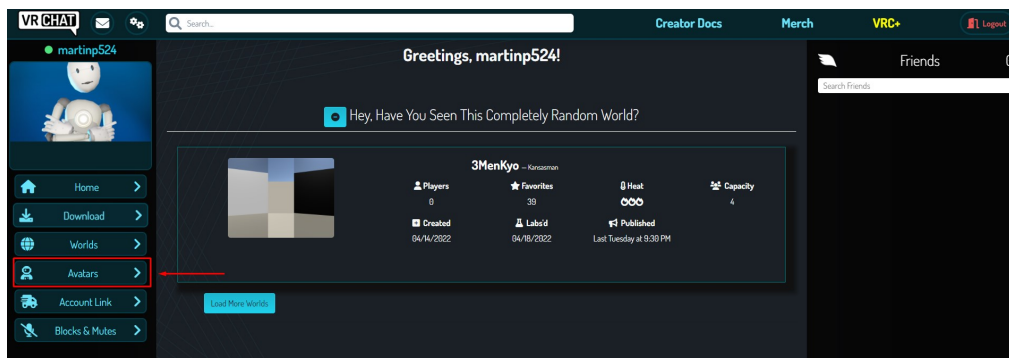 VRCHAT
Search...
Creator Docs
Merch
VRC+
Logout
martinp524
Home
Download
Worlds
Avatars
Account Link
Blocks & Mutes
Greetings, martinp524!
Hey, Have You Seen This Completely Random World?
3MenKyo – Kansasman
Players
Favorites
Heat
Capacity
0
39
4
Created
Labs'd
Published
04/14/2022
04/18/2022
Last Tuesday at 9:30 PM
Load More Worlds
Friends
Search Friends